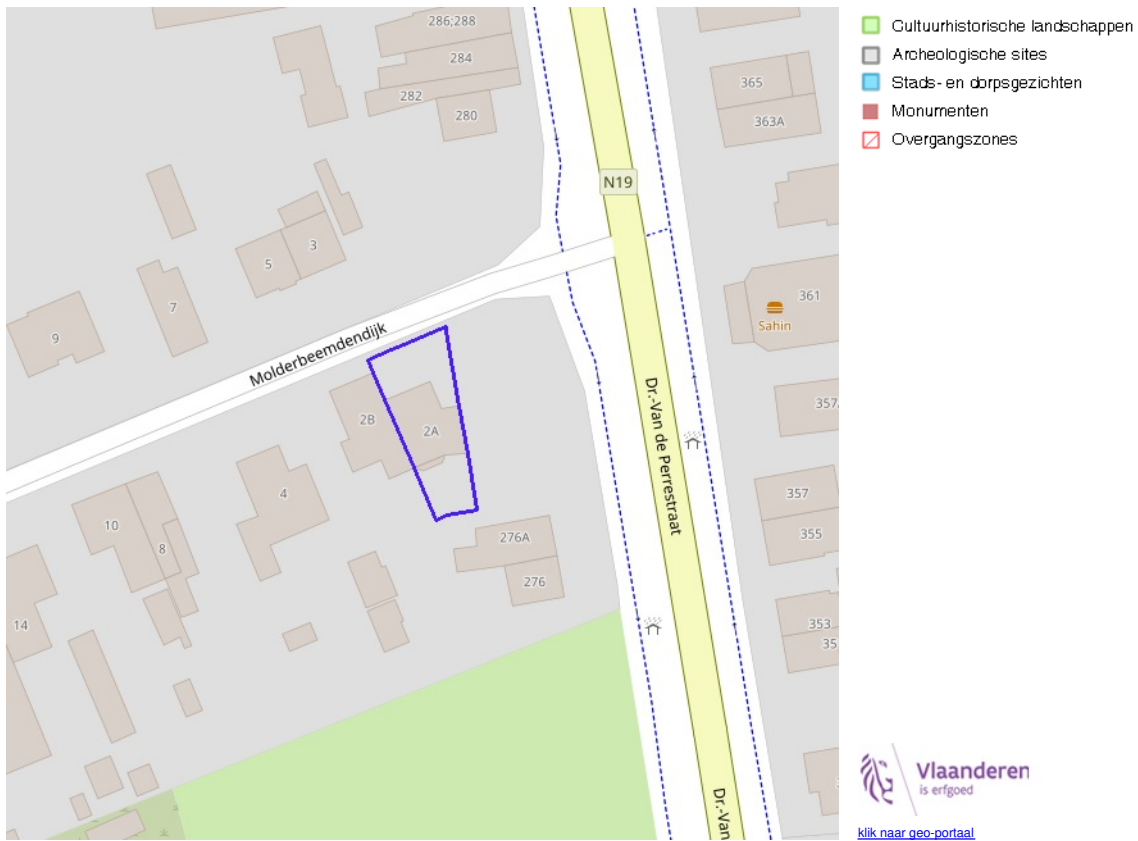 286;288
284
282
280
365
363A
N19
3
5
7
9
361
Sahin
Molderbeemdendijk
2B
2A
Dr.-Van de Perrestraat
4
10
8
357
355
276A
276
14
353
Dr.-Van
Cultuurhistorische landschappen
Archeologische sites
Stads- en dorpsgezichten
Monumenten
Overgangszones
Vlaanderen
is erfgoed
klik naar geo-portaal